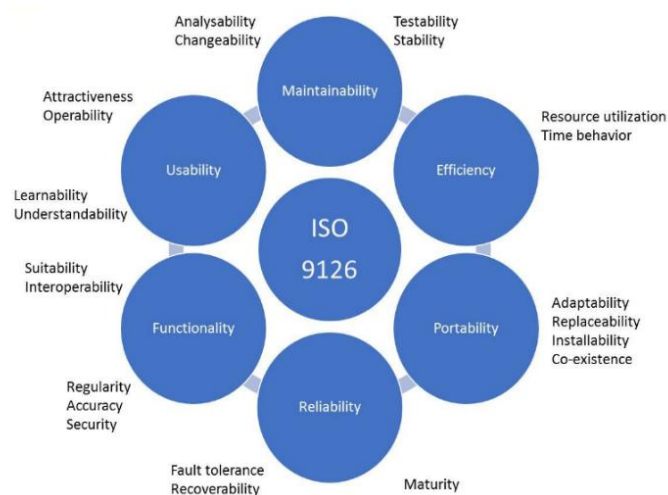 Analysability
Changeability
Testability
Stability
Maintainability
Attractiveness
Operability
Resource utilization
Time behavior
Usability
Efficiency
Learnability
Understandability
ISO
9126
Suitability
Interoperability
Adaptability
Replaceability
Installability
Co-existence
Functionality
Portability
Regularity
Accuracy
Security
Reliability
Fault tolerance
Recoverability
Maturity